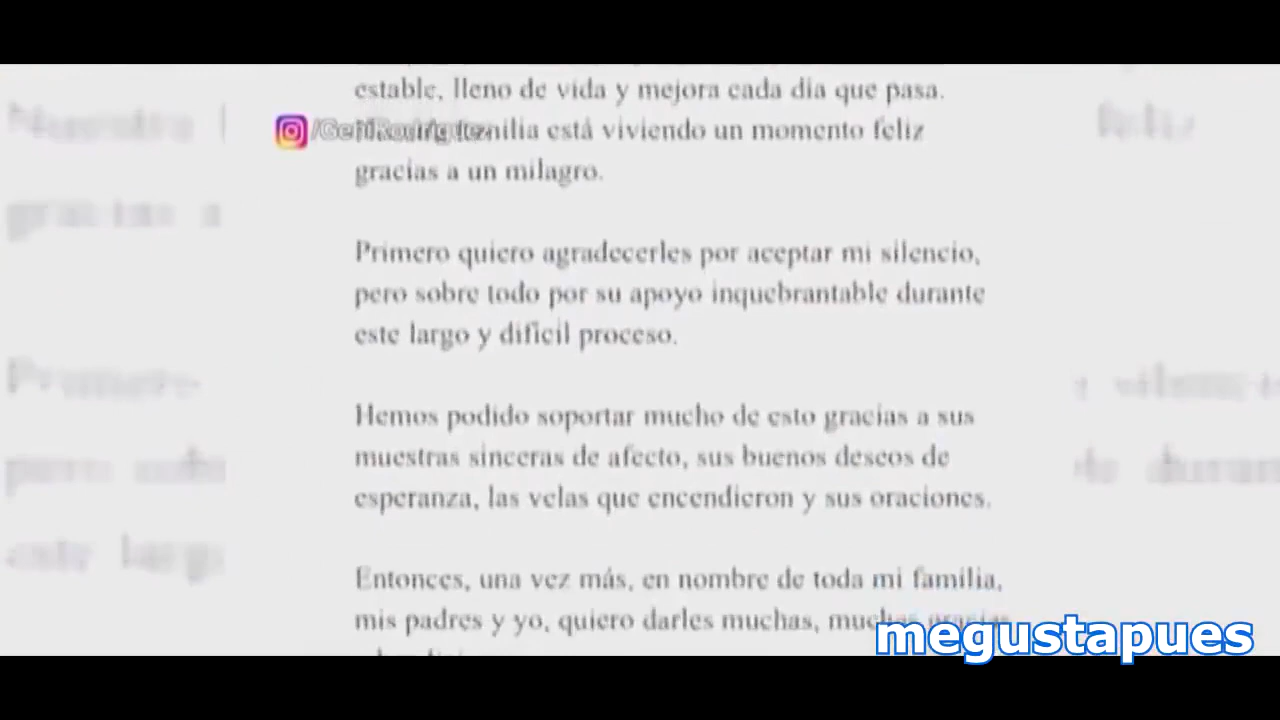 estable, lleno de vida y mejora cada día que pasa.
familia está viviendo un momento feliz
gracias a un milagro.
Primero quiero agradecerles por aceptar mi silencio,
pero sobre todo por su apoyo inquebrantable durante
este largo y difícil proceso.
Hemos podido soportar mucho de esto gracias a sus
muestras sinceras de afecto, sus buenos deseos de
esperanza, las velas que encendieron y sus oraciones.
Entonces, una vez más, en nombre de toda mi familia,
mis padres y yo, quiero darles muchas, muchas gracias
megustapues